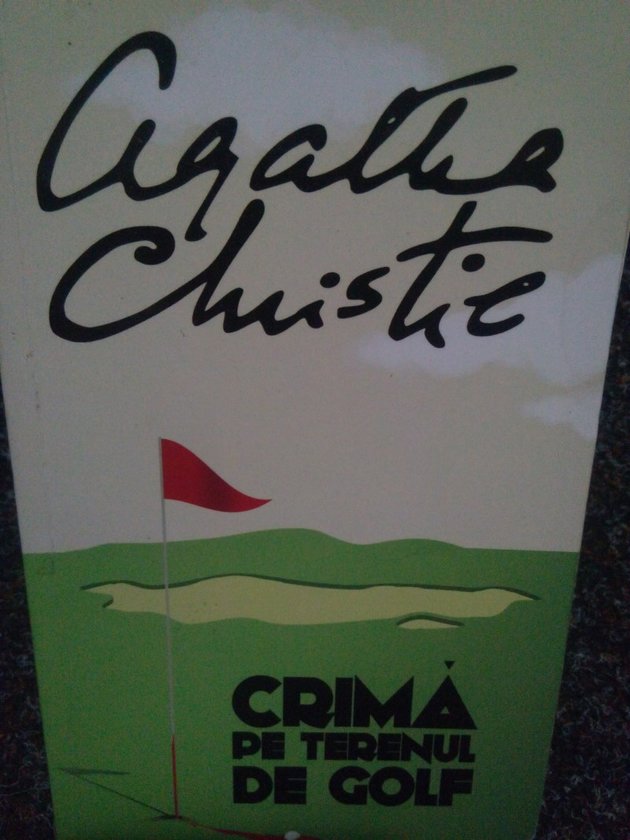 Agatha
Christie
CRIMĂ
PE TERENUL
DE GOLF